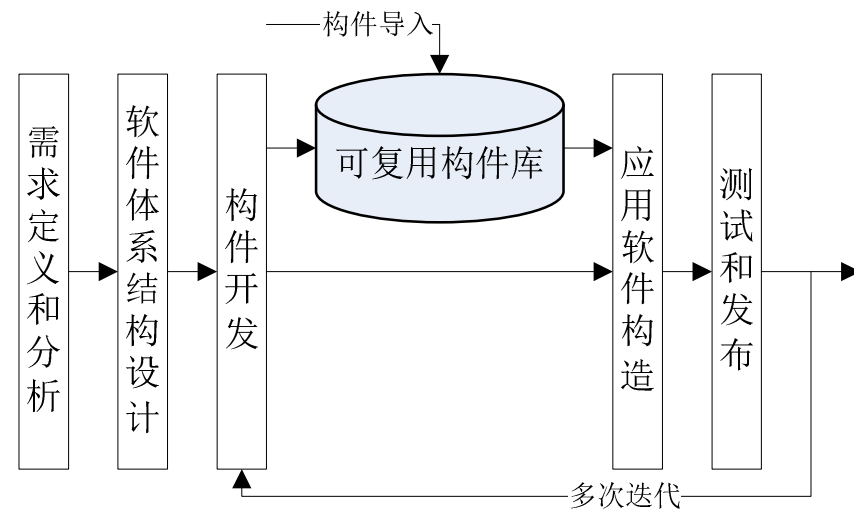 构件导入
需求定义和分析
软件体系结构设计
构件开发
可复用构件库
应用软件构造
测试和发布
多次迭代